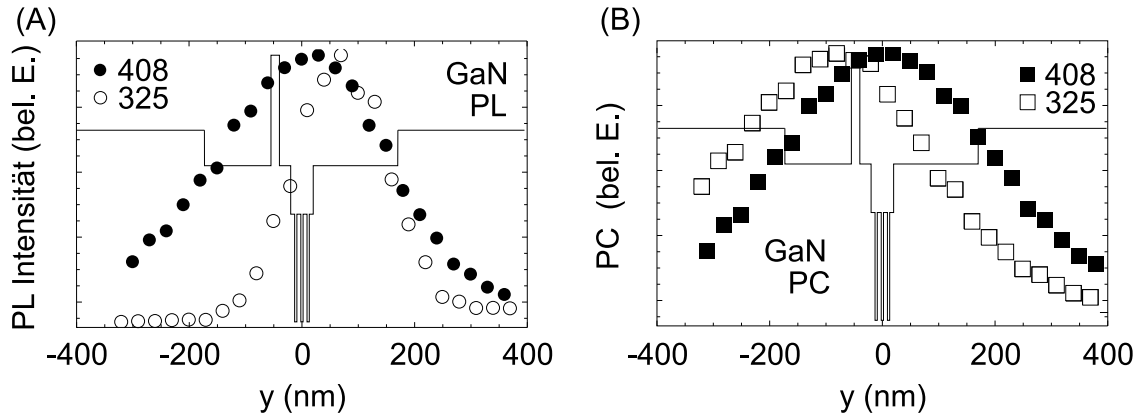 (A)
PL Intensität (bel. E.)
408
325
GaN
PL
-400 -200 0 200 400
y (nm)
(B)
PC (bel. E.)
408
325
GaN
PC
-400 -200 0 200 400
y (nm)